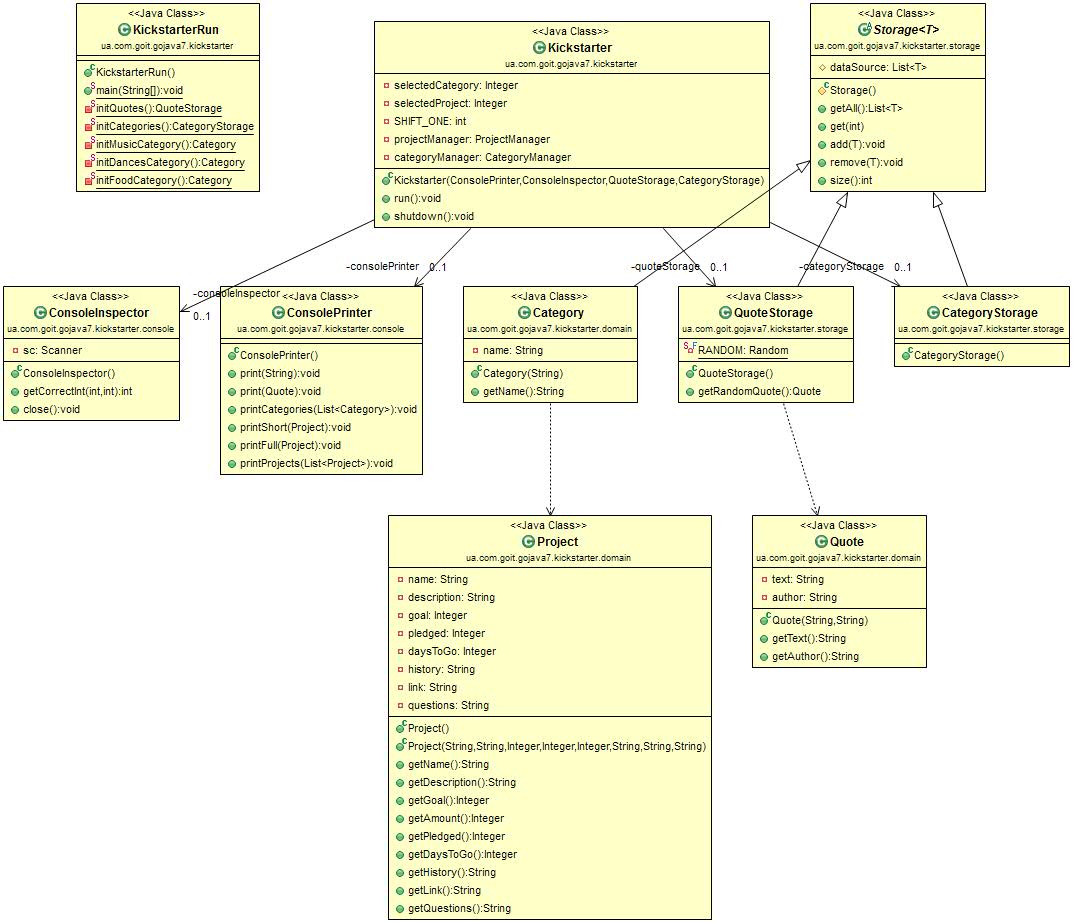 <<Java Class>>
KickstarterRun
ua.com.goit.gojava7.kickstarter
KickstarterRun()
main(String[]):void
initQuotes():QuoteStorage
initCategories():CategoryStorage
initMusicCategory():Category
initDancesCategory():Category
initFoodCategory():Category
<<Java Class>>
Kickstarter
ua.com.goit.gojava7.kickstarter
selectedCategory: Integer
selectedProject: Integer
SHIFT_ONE: int
projectManager: ProjectManager
categoryManager: CategoryManager
Kickstarter(ConsolePrinter,ConsoleInspector,QuoteStorage,CategoryStorage)
run():void
shutdown():void
<<Java Class>>
Storage<T>
ua.com.goit.gojava7.kickstarter.storage
dataSource: List<T>
Storage()
getAll():List<T>
get(int)
add(T):void
remove(T):void
size():int
-consoleInspector
0..1
-consolePrinter
0..1
-quoteStorage
0..1
-categoryStorage
0..1
<<Java Class>>
ConsoleInspector
ua.com.goit.gojava7.kickstarter.console
sc: Scanner
ConsoleInspector()
getCorrectInt(int,int):int
close():void
<<Java Class>>
ConsolePrinter
ua.com.goit.gojava7.kickstarter.console
ConsolePrinter()
print(String):void
print(Quote):void
printCategories(List<Category>):void
printShort(Project):void
printFull(Project):void
printProjects(List<Project>):void
<<Java Class>>
Category
ua.com.goit.gojava7.kickstarter.domain
name: String
Category(String)
getName():String
<<Java Class>>
QuoteStorage
ua.com.goit.gojava7.kickstarter.storage
RANDOM: Random
QuoteStorage()
getRandomQuote():Quote
<<Java Class>>
CategoryStorage
ua.com.goit.gojava7.kickstarter.storage
CategoryStorage()
<<Java Class>>
Project
ua.com.goit.gojava7.kickstarter.domain
name: String
description: String
goal: Integer
pledged: Integer
daysToGo: Integer
history: String
link: String
questions: String
Project()
Project(String,String,Integer,Integer,Integer,String,String,String)
getName():String
getDescription():String
getGoal():Integer
getAmount():Integer
getPledged():Integer
getDaysToGo():Integer
getHistory():String
getLink():String
getQuestions():String
<<Java Class>>
Quote
ua.com.goit.gojava7.kickstarter.domain
text: String
author: String
Quote(String,String)
getText():String
getAuthor():String